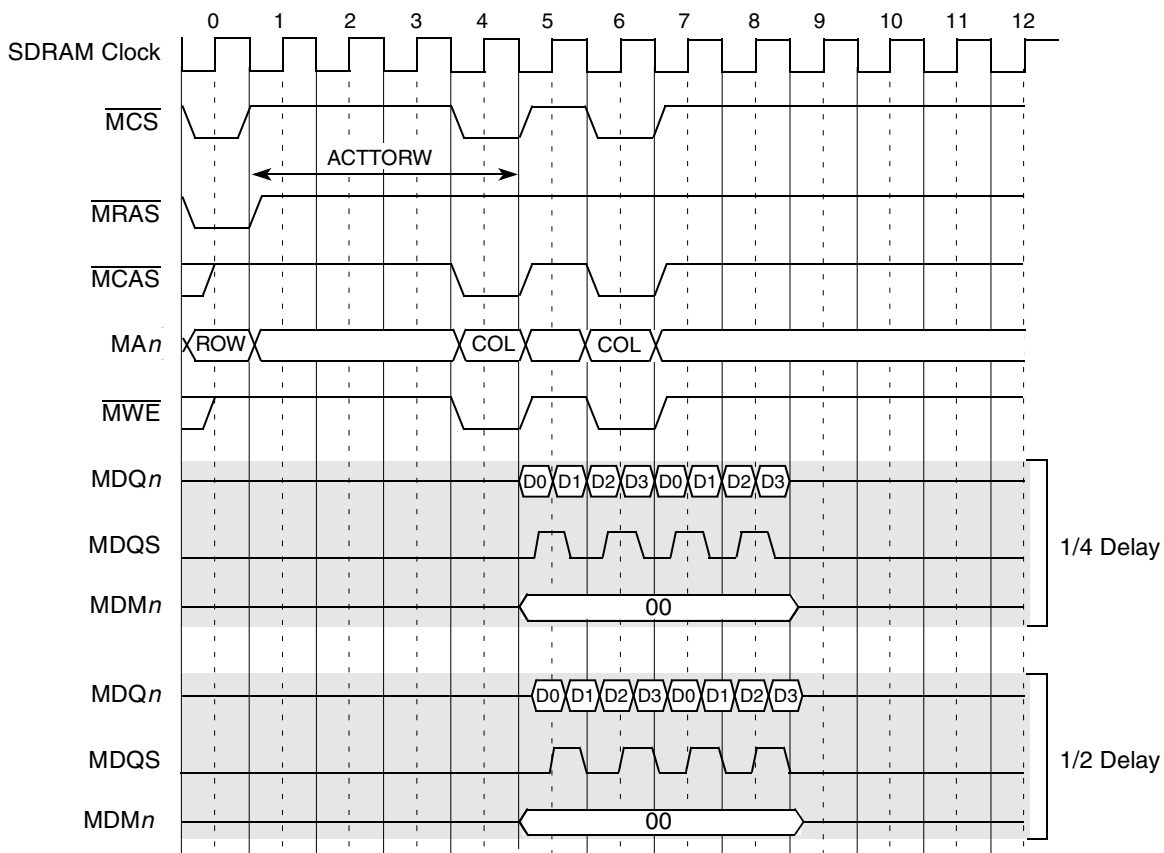 0 1 2 3 4 5 6 7 8 9 10 11 12
SDRAM Clock
MCS
ACTTORW
MRAS
MCAS
MAn ROW COL COL
MWE
MDQn D0 D1 D2 D3 D0 D1 D2 D3
MDQS
1/4 Delay
MDMn 00
MDQn D0 D1 D2 D3 D0 D1 D2 D3
MDQS
1/2 Delay
MDMn 00